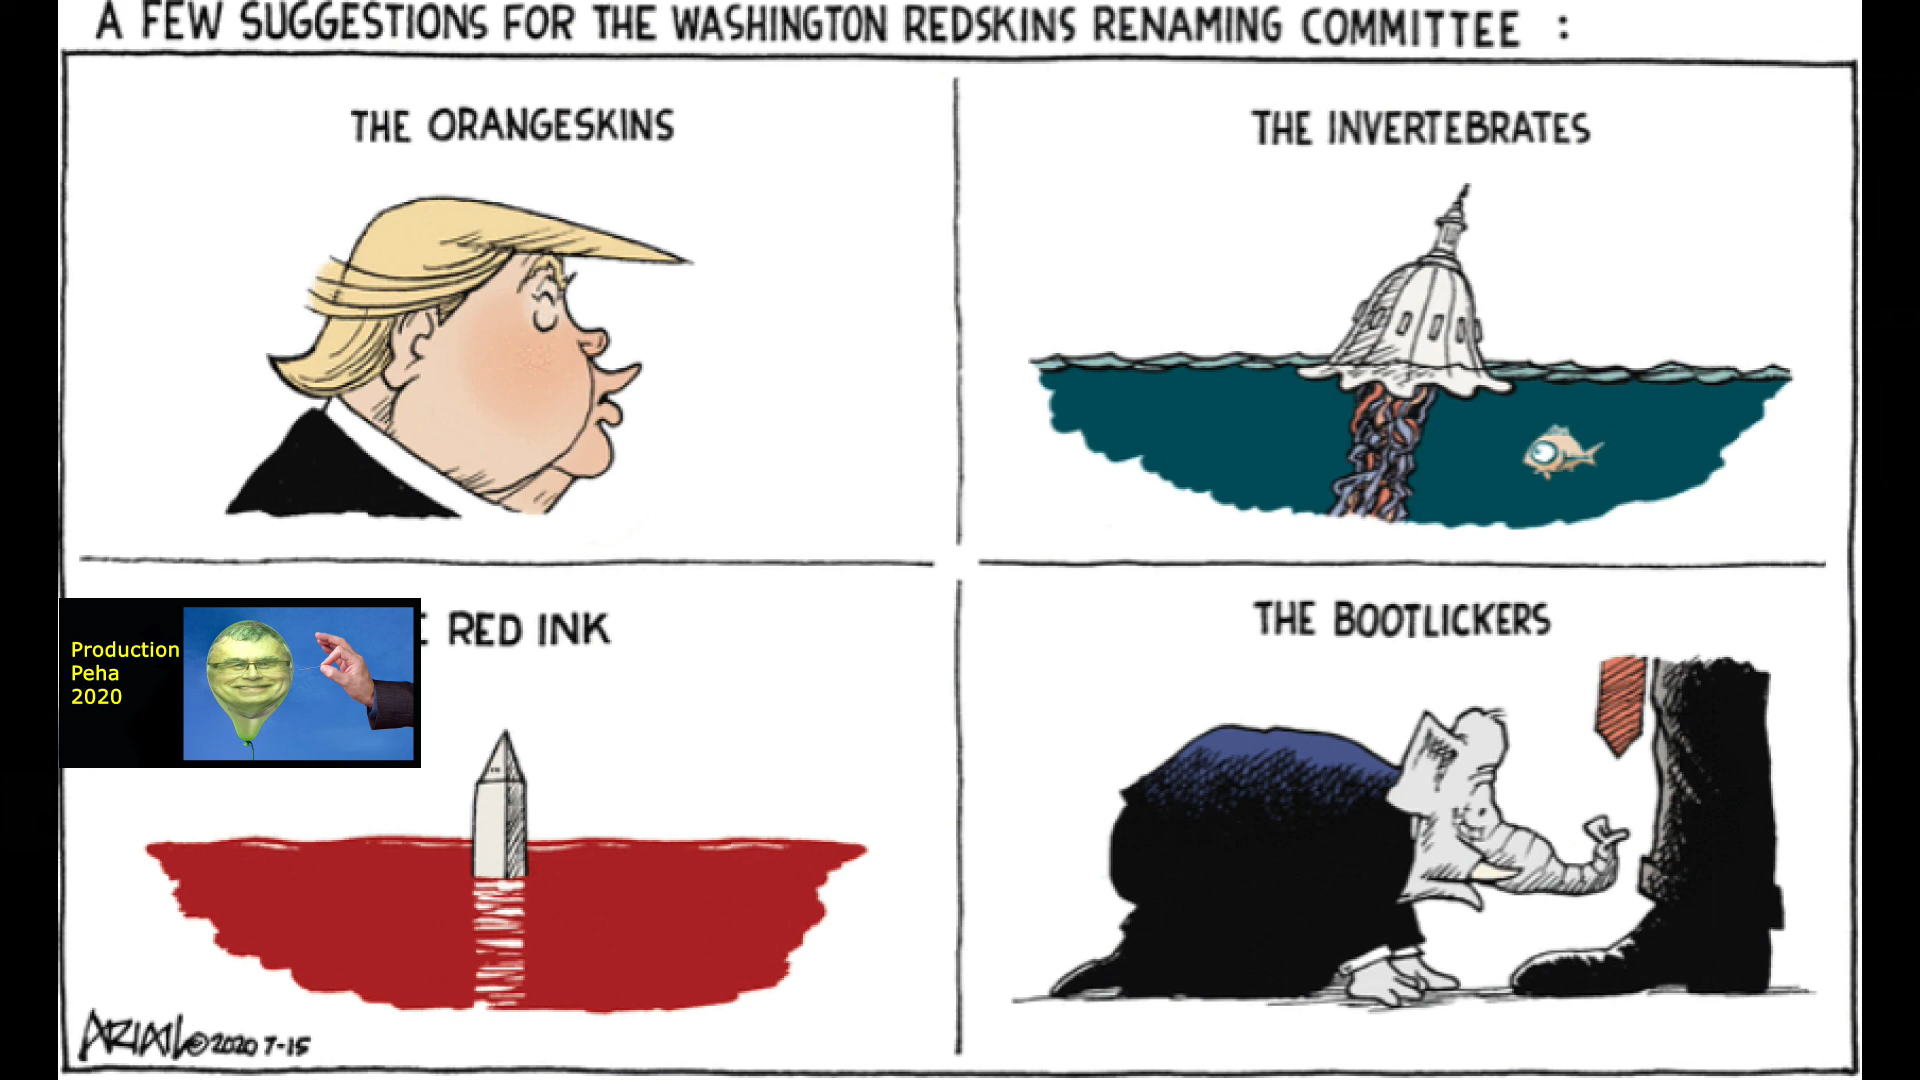 A FEW SUGGESTIONS FOR THE WASHINGTON REDSKINS RENAMING COMMITTEE :
THE ORANGESKINS
THE INVERTEBRATES
E RED INK
THE BOOTLICKERS
Production
Peha
2020
ARIAIL © 2020 7-15